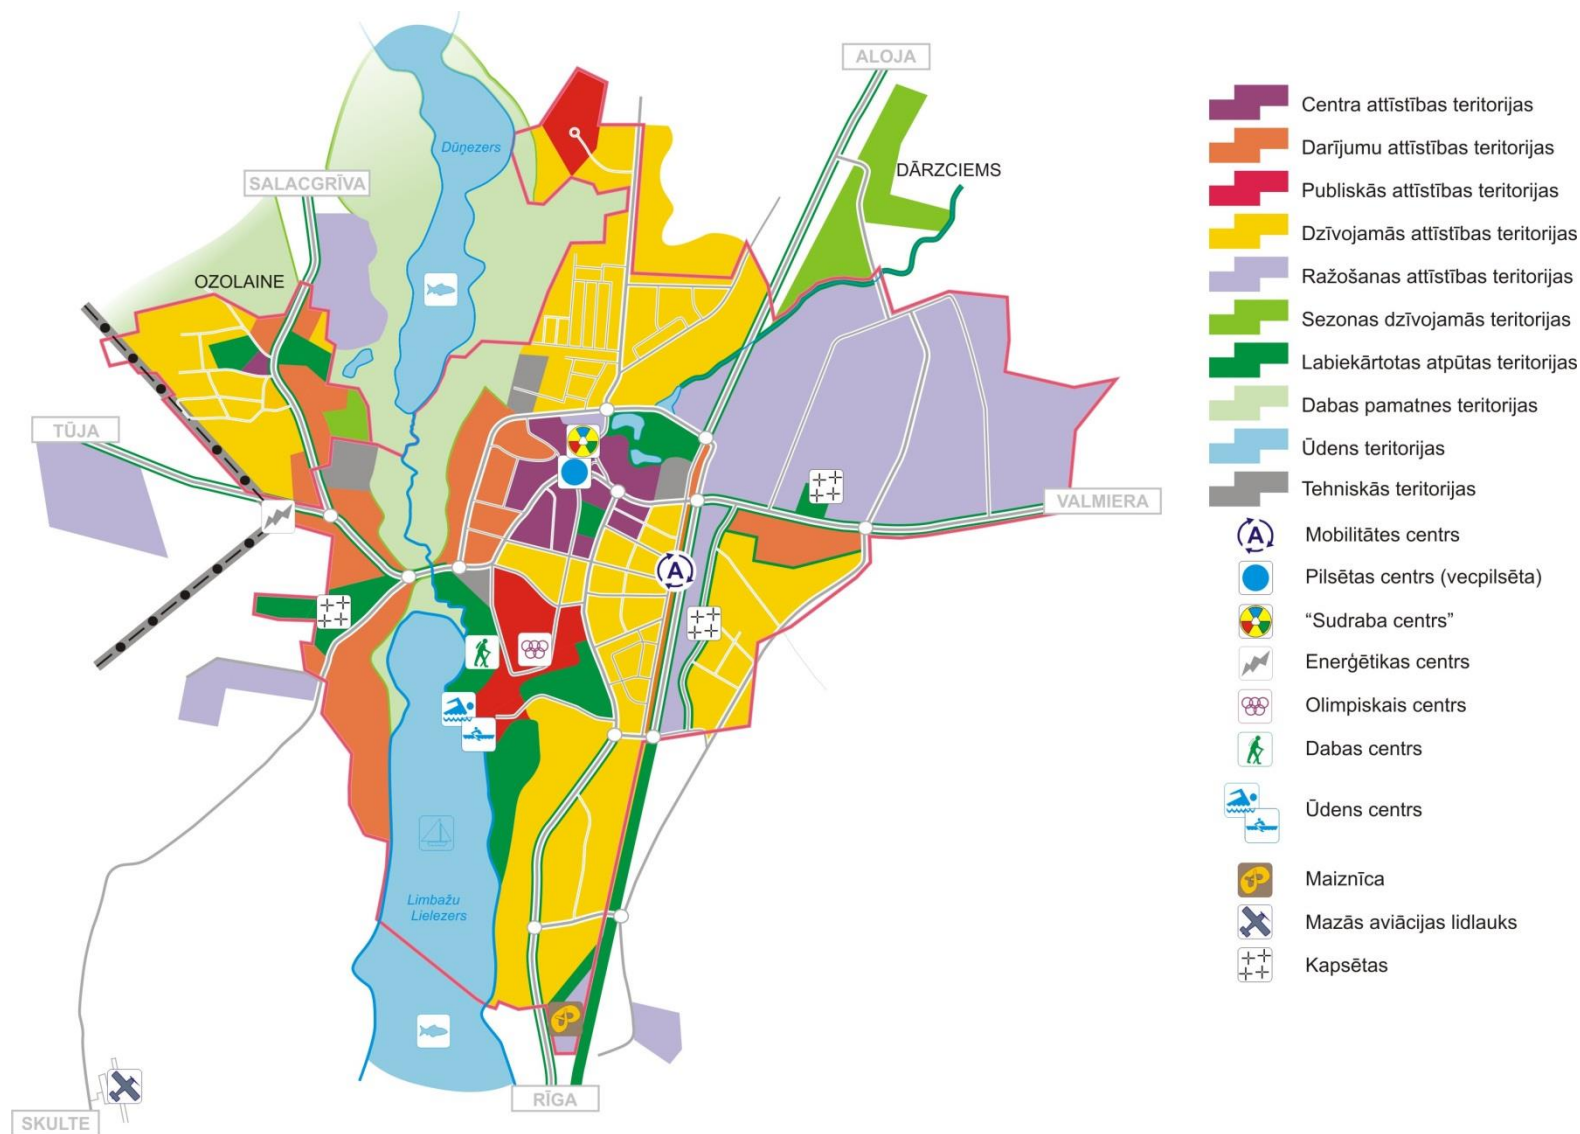 ALOJA
Dūņezers
DĀRZCIEMS
SALACGRĪVA
OZOLAINE
TŪJA
VALMIERA
A
Limbažu
Lielezers
RĪGA
SKULTE
Centra attīstības teritorijas
Darījumu attīstības teritorijas
Publiskās attīstības teritorijas
Dzīvojamās attīstības teritorijas
Ražošanas attīstības teritorijas
Sezonas dzīvojamās teritorijas
Labiekārtotas atpūtas teritorijas
Dabas pamatnes teritorijas
Ūdens teritorijas
Tehniskās teritorijas
A Mobilitātes centrs
Pilsētas centrs (vecpilsēta)
“Sudraba centrs”
Enerģētikas centrs
Olimpiskais centrs
Dabas centrs
Ūdens centrs
Maiznīca
Mazās aviācijas lidlauks
Kapsētas